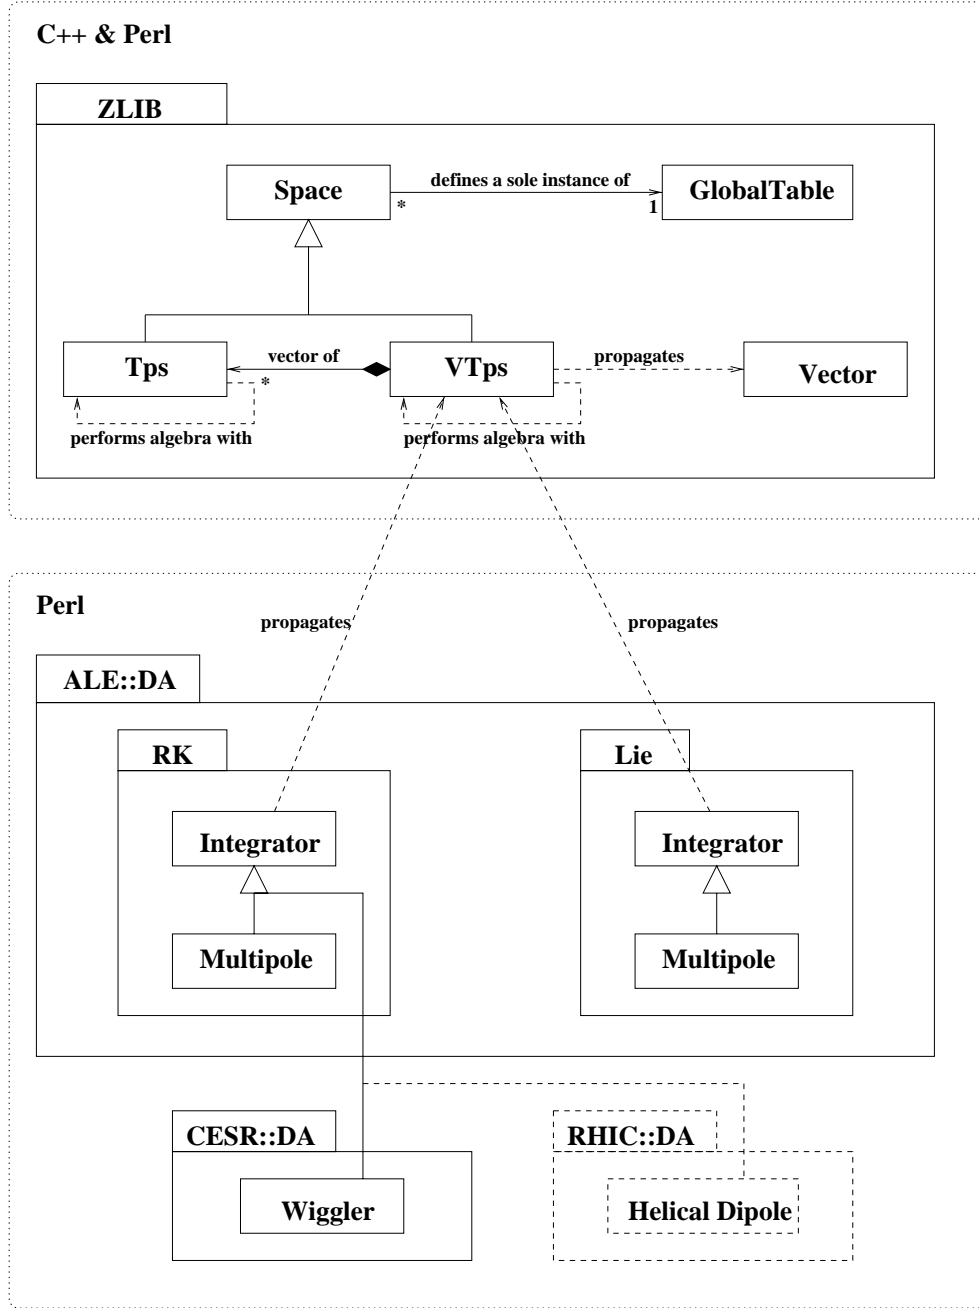 C++ & Perl
ZLIB
Space
defines a sole instance of
GlobalTable
*
1
Tps
vector of
VTps
propagates
Vector
*
performs algebra with
performs algebra with
Perl
propagates
propagates
ALE::DA
RK
Lie
Integrator
Integrator
Multipole
Multipole
CESR::DA
RHIC::DA
Wiggler
Helical Dipole